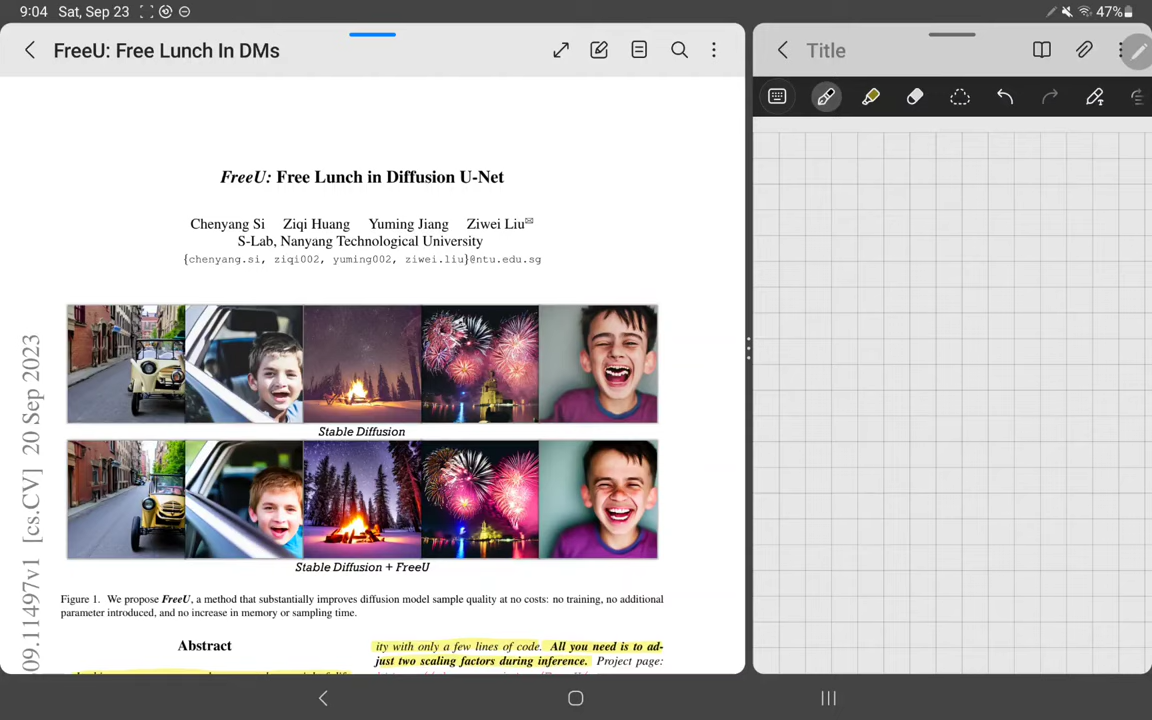 9:04 Sat, Sep 23
47%
FreeU: Free Lunch In DMs
FreeU: Free Lunch in Diffusion U-Net
Chenyang Si Ziqi Huang Yuming Jiang Ziwei Liu✉
S-Lab, Nanyang Technological University
{chenyang.si, ziqi002, yuming002, ziwei.liu}@ntu.edu.sg
09.11497v1 [cs.CV] 20 Sep 2023
Stable Diffusion
Stable Diffusion + FreeU
Figure 1. We propose FreeU, a method that substantially improves diffusion model sample quality at no costs: no training, no additional
parameter introduced, and no increase in memory or sampling time.
Abstract
ity with only a few lines of code. All you need is to ad-
just two scaling factors during inference. Project page:
Title